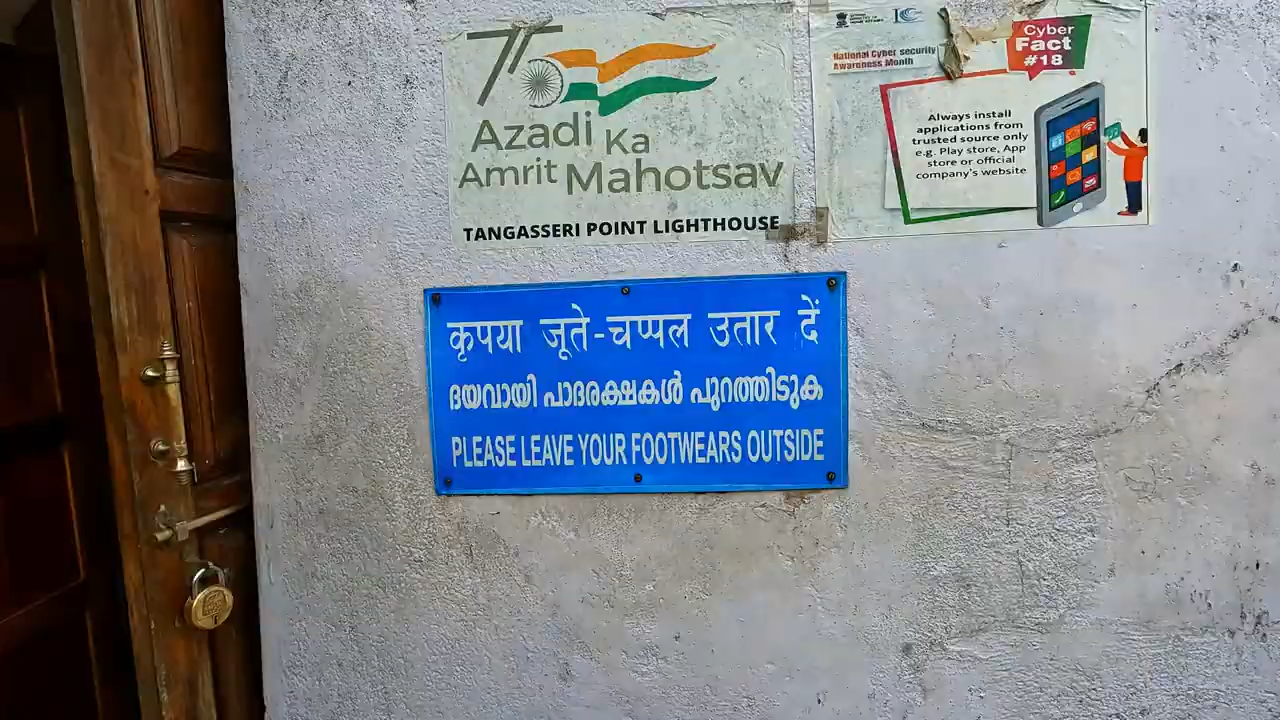 75
Azadi Ka
Amrit Mahotsav
TANGASSERI POINT LIGHTHOUSE
National Cyber security
Awareness Month
Cyber
Fact
#18
Always install
applications from
trusted source only
e.g. Play store, App
store or official
company's website
कृपया जूते-चप्पल उतार दें
ദയവായി പാദരക്ഷകൾ പുറത്തിടുക
PLEASE LEAVE YOUR FOOTWEARS OUTSIDE